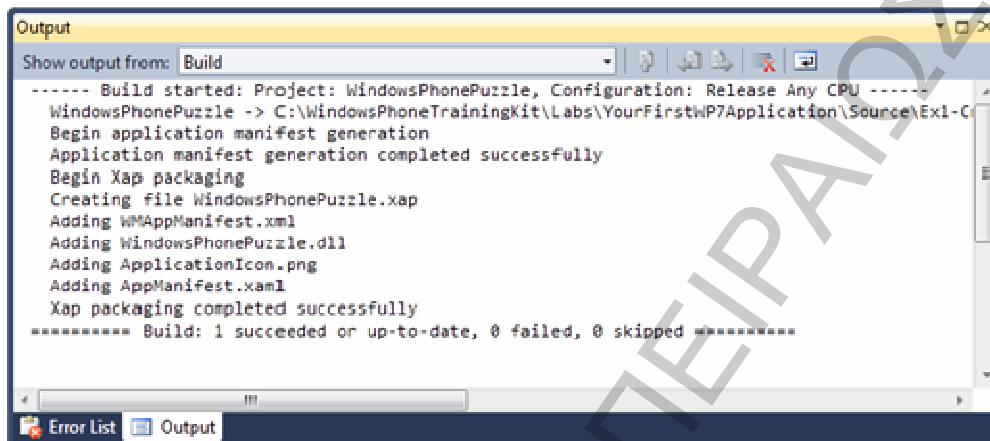 Output
Show output from: Build
------ Build started: Project: WindowsPhonePuzzle, Configuration: Release Any CPU ------
WindowsPhonePuzzle -> C:\WindowsPhoneTrainingKit\Labs\YourFirstWP7Application\Source\Ex1-C
Begin application manifest generation
Application manifest generation completed successfully
Begin Xap packaging
Creating file WindowsPhonePuzzle.xap
Adding WMAppManifest.xml
Adding WindowsPhonePuzzle.dll
Adding ApplicationIcon.png
Adding AppManifest.xaml
Xap packaging completed successfully
========== Build: 1 succeeded or up-to-date, 0 failed, 0 skipped ==========
Error List Output
ΠΕΙΡΑΙΩΣ